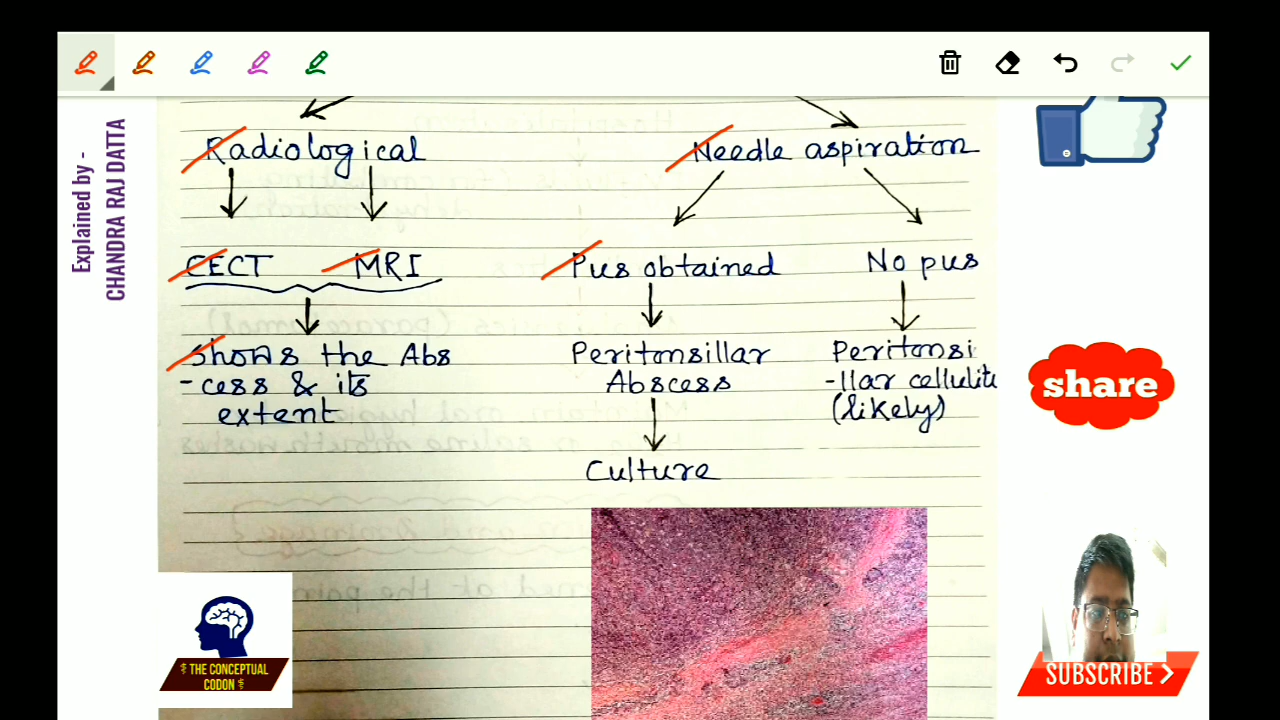 Explained by -
CHANDRA RAJ DATTA
Radiological
Needle aspiration
CECT MRI
Pus obtained
No pus
Shows the Abs
-cess & its
extent
Peritonsillar
Abscess
Peritonsi
-llar cellulite
(likely)
Culture
share
THE CONCEPTUAL
CODON
SUBSCRIBE